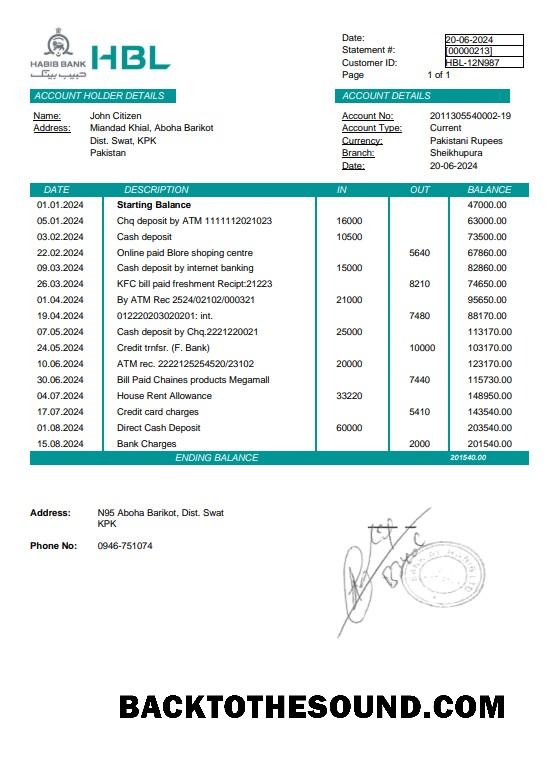 Date: 20-06-2024
Statement #: [00000213]
Customer ID: HBL-12N987
Page 1 of 1
HABIB BANK HBL
حبیب بینک
ACCOUNT HOLDER DETAILS
ACCOUNT DETAILS
Name: John Citizen
Address: Miandad Khial, Aboha Barikot
Dist. Swat, KPK
Pakistan
Account No: 2011305540002-19
Account Type: Current
Currency: Pakistani Rupees
Branch: Sheikhupura
Date: 20-06-2024
DATE DESCRIPTION IN OUT BALANCE
01.01.2024 Starting Balance 47000.00
05.01.2024 Chq deposit by ATM 1111112021023 16000 63000.00
03.02.2024 Cash deposit 10500 73500.00
22.02.2024 Online paid Blore shoping centre 5640 67860.00
09.03.2024 Cash deposit by internet banking 15000 82860.00
26.03.2024 KFC bill paid freshment Recipt:21223 8210 74650.00
01.04.2024 By ATM Rec 2524/02102/000321 21000 95650.00
19.04.2024 012220203020201: int. 7480 88170.00
07.05.2024 Cash deposit by Chq.2221220021 25000 113170.00
24.05.2024 Credit trnfsr. (F. Bank) 10000 103170.00
10.06.2024 ATM rec. 2222125254520/23102 20000 123170.00
30.06.2024 Bill Paid Chaines products Megamall 7440 115730.00
04.07.2024 House Rent Allowance 33220 148950.00
17.07.2024 Credit card charges 5410 143540.00
01.08.2024 Direct Cash Deposit 60000 203540.00
15.08.2024 Bank Charges 2000 201540.00
ENDING BALANCE 201540.00
Address: N95 Aboha Barikot, Dist. Swat
KPK
Phone No: 0946-751074
BACKTOTHESOUND.COM